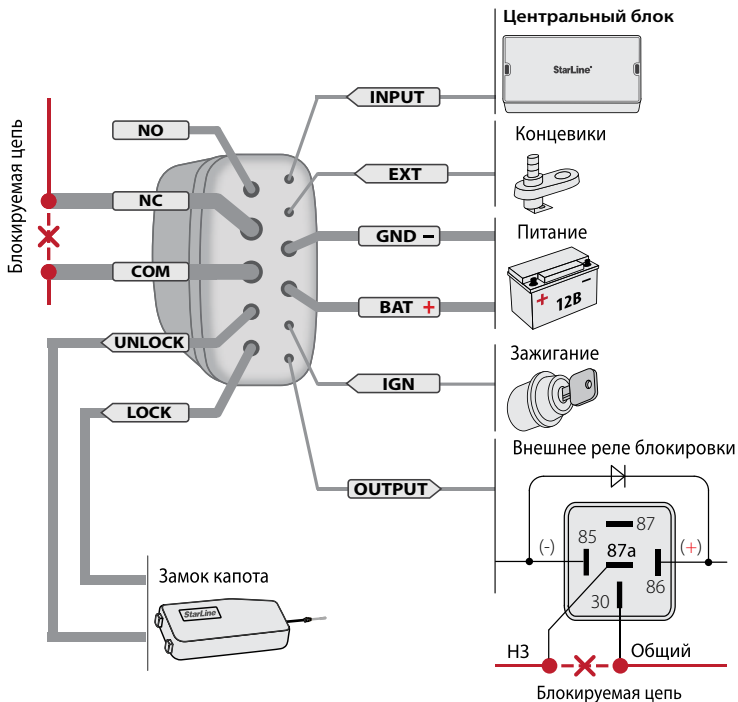 Центральный блок
StarLine
INPUT
NO
Концевики
EXT
Блокируемая цепь
NC
GND –
Питание
COM
BAT +
+ 12В –
UNLOCK
Зажигание
IGN
LOCK
Внешнее реле блокировки
OUTPUT
87
85
(-)
87а
(+)
86
30
Замок капота
StarLine
НЗ
Общий
Блокируемая цепь